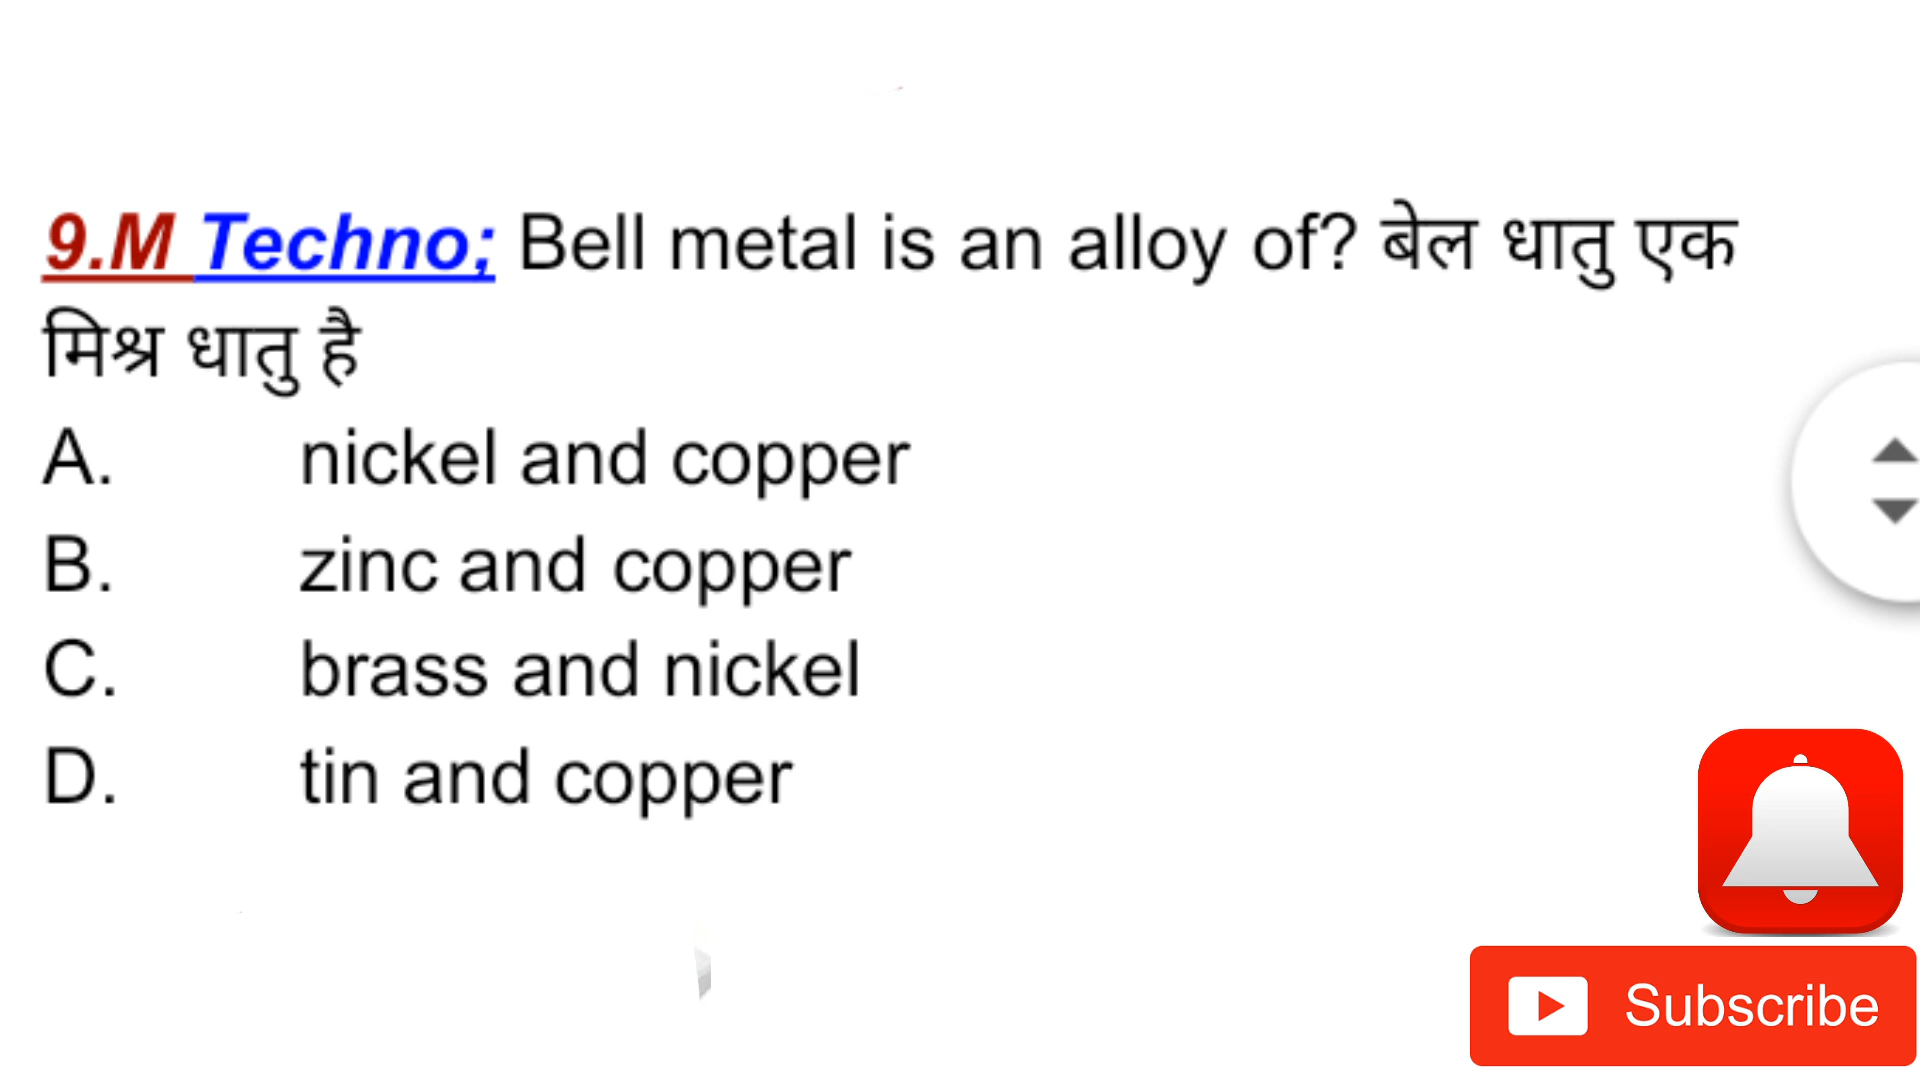 9.M Techno; Bell metal is an alloy of? बेल धातु एक
मिश्र धातु है
A. nickel and copper
B. zinc and copper
C. brass and nickel
D. tin and copper
Subscribe